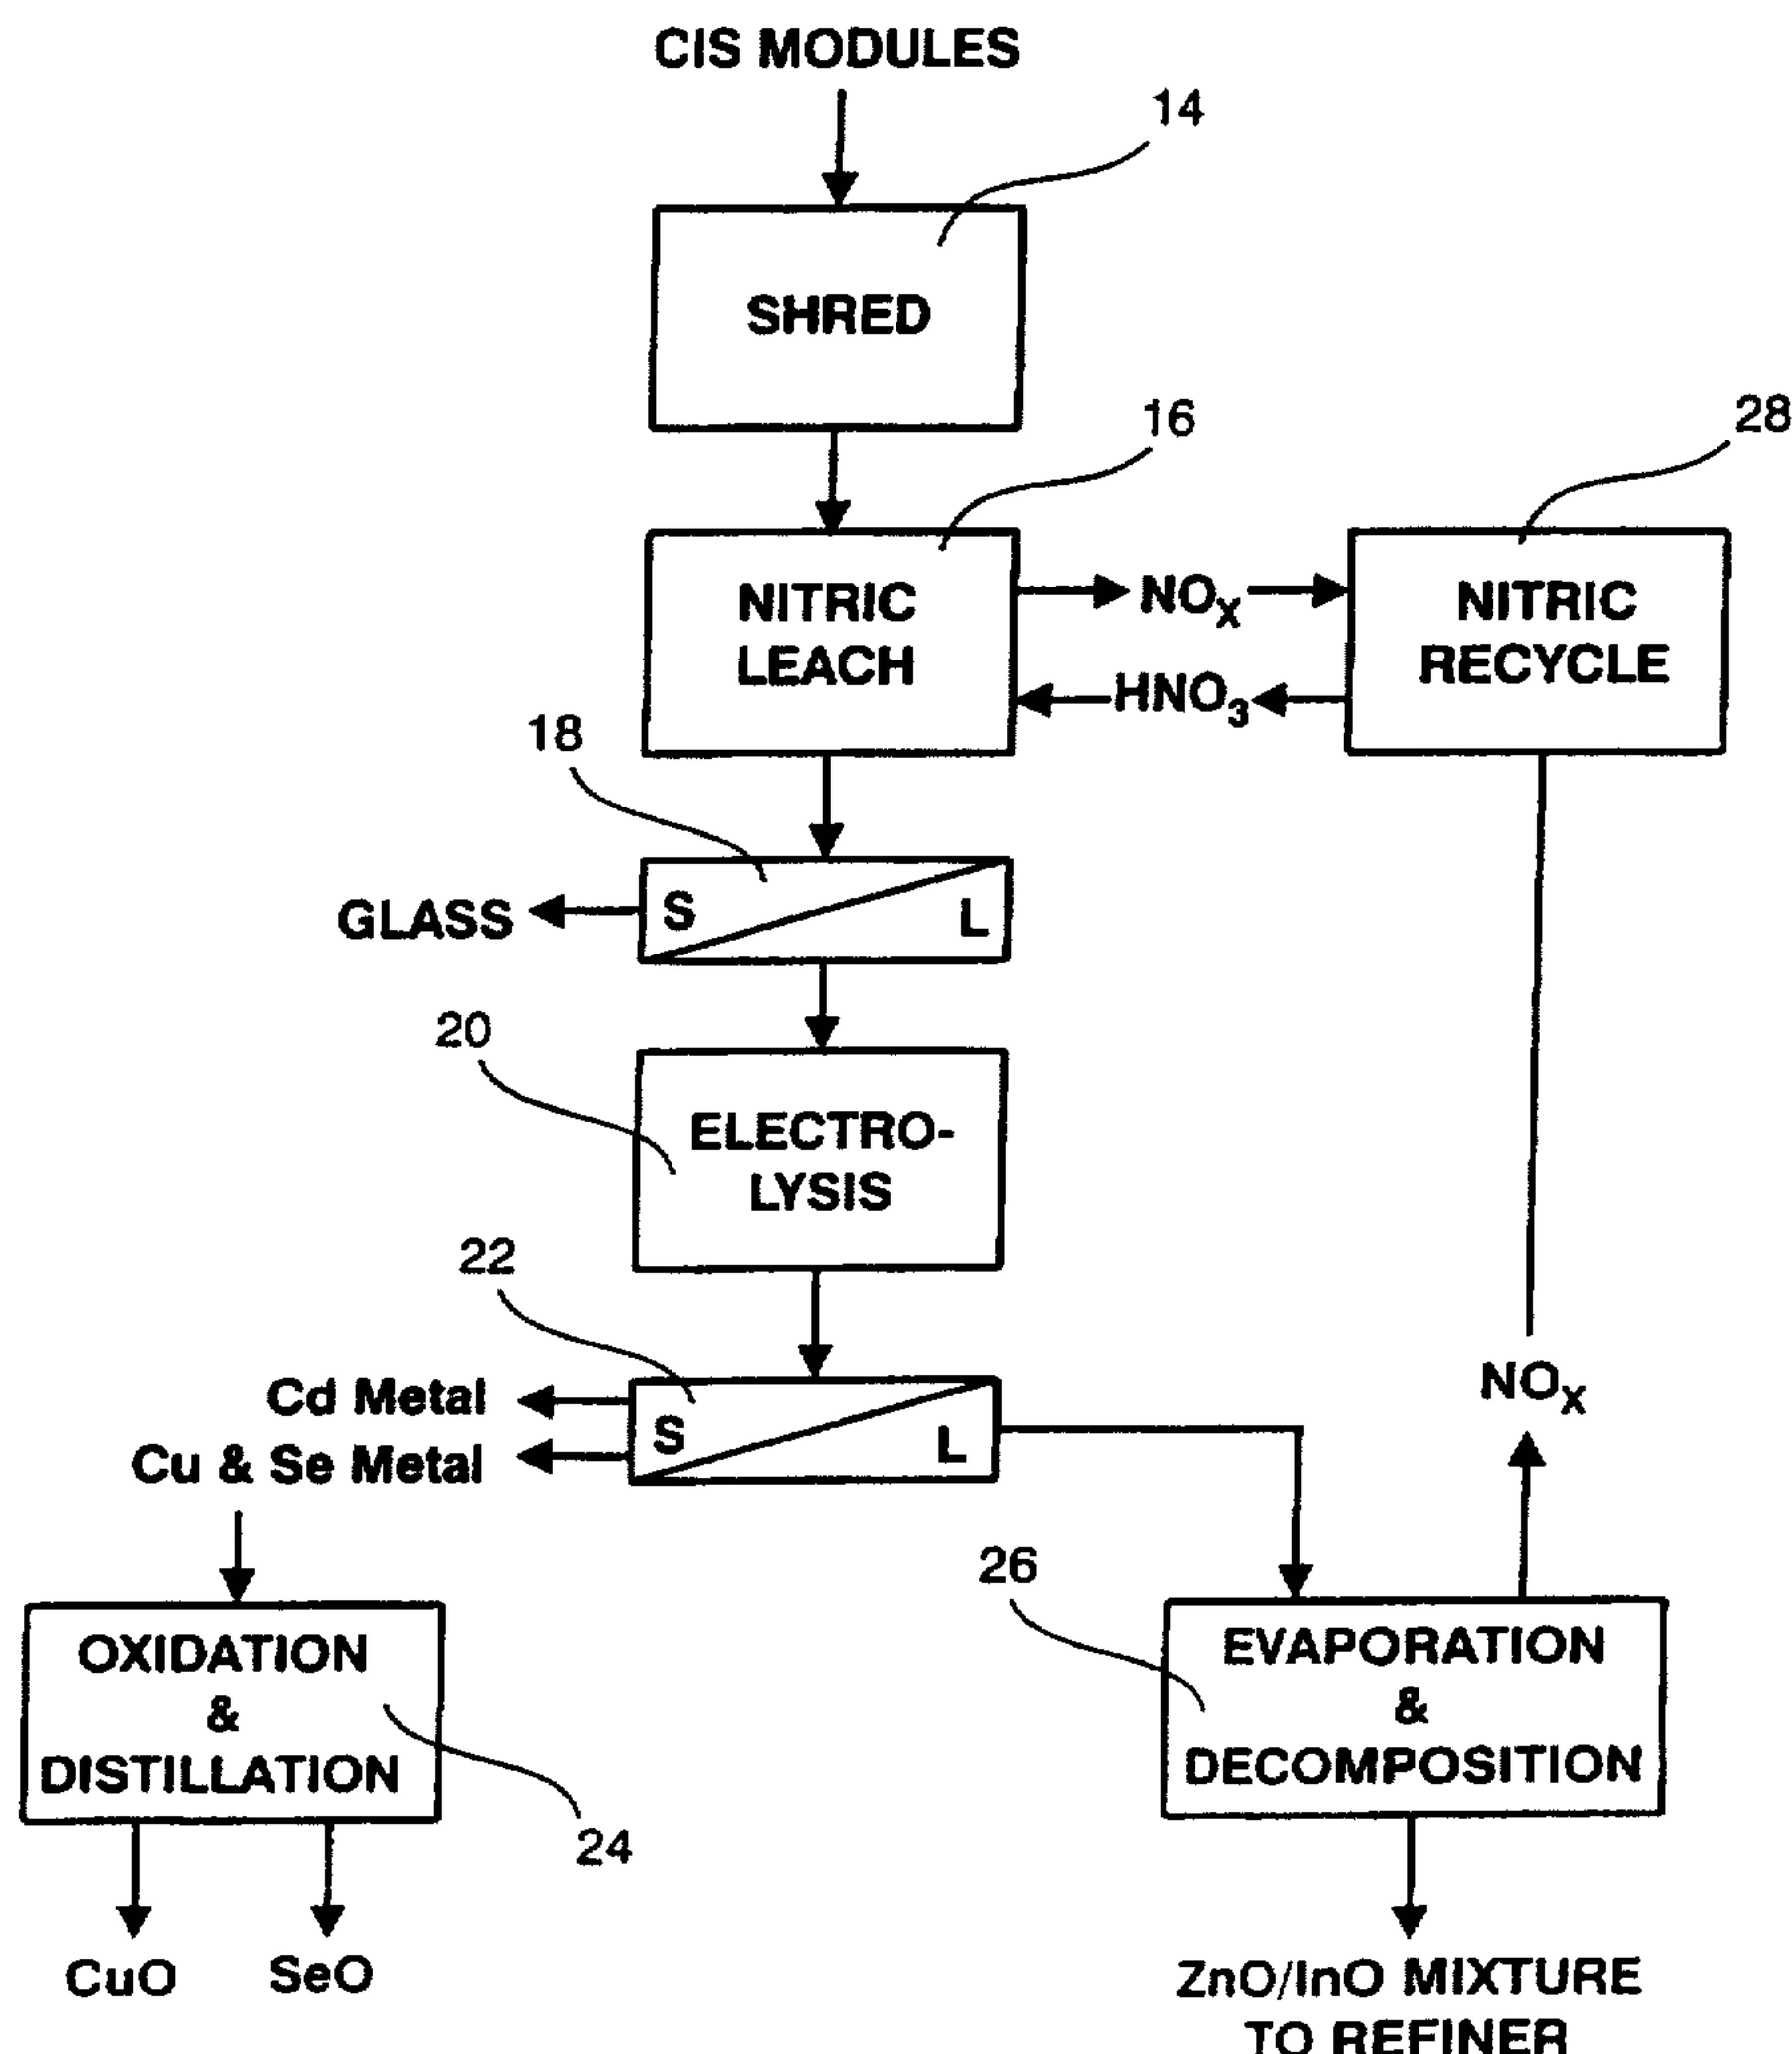 CIS MODULES
14
SHRED
16
28
NITRIC
LEACH
NOX
HNO3
NITRIC
RECYCLE
18
GLASS
S
L
20
ELECTRO-
LYSIS
22
Cd Metal
Cu & Se Metal
S
L
NOX
26
OXIDATION
&
DISTILLATION
24
EVAPORATION
&
DECOMPOSITION
CuO
SeO
ZnO/InO MIXTURE
TO REFINER